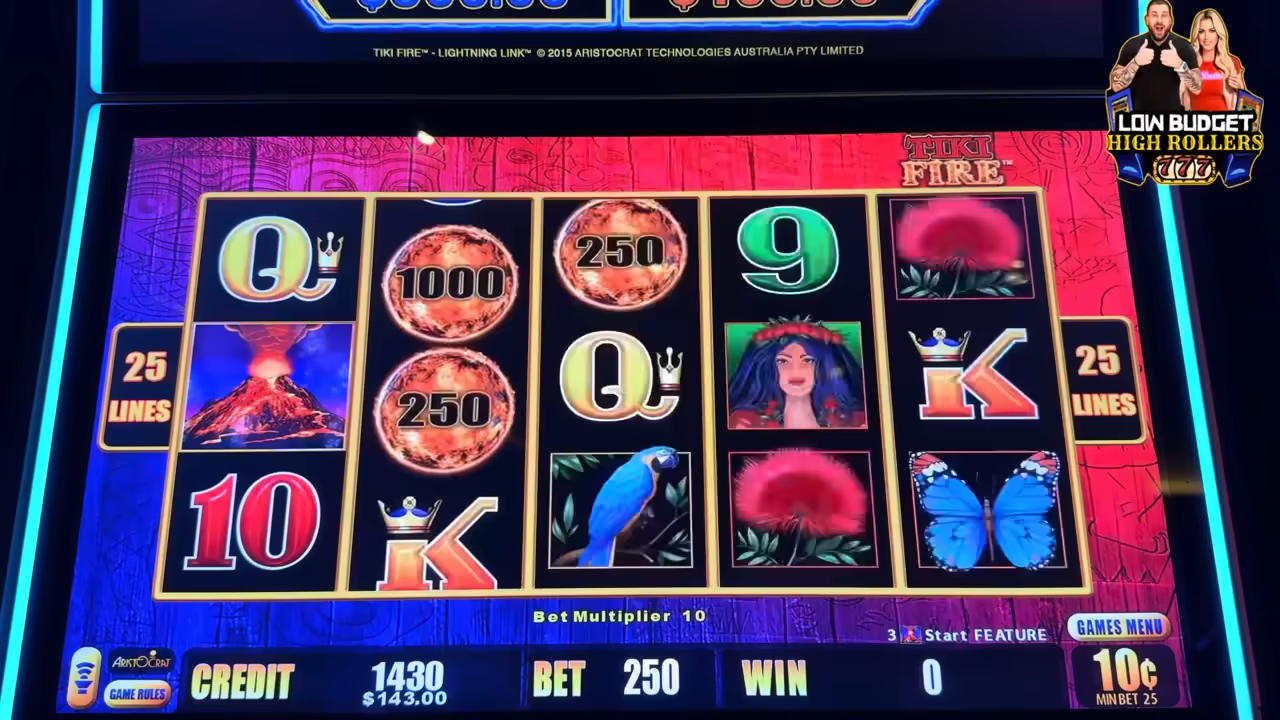 TIKI FIRE™ - LIGHTNING LINK™ © 2015 ARISTOCRAT TECHNOLOGIES AUSTRALIA PTY LIMITED
LOW BUDGET
HIGH ROLLERS
777
TIKI
FIRE™
Q
1000
250
9
25
LINES
250
Q
K
25
LINES
10
K
Bet Multiplier 10
3 Start FEATURE
GAMES MENU
ARISTOCRAT
GAME RULES
CREDIT 1430
$143.00
BET 250
WIN 0
10¢
MIN BET 25